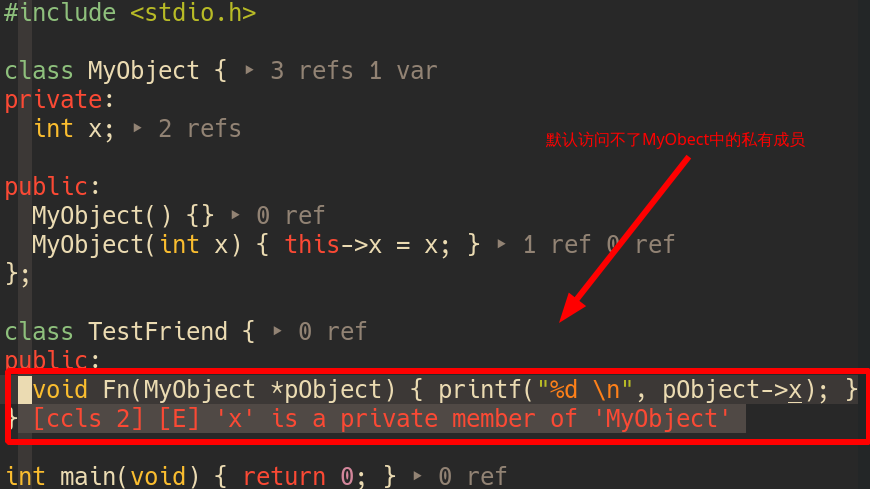 #include <stdio.h>
class MyObject { ▸ 3 refs 1 var
private:
int x; ▸ 2 refs
默认访问不了MyObect中的私有成员
public:
MyObject() {} ▸ 0 ref
MyObject(int x) { this->x = x; } ▸ 1 ref 0 ref
};
class TestFriend { ▸ 0 ref
public:
void Fn(MyObject *pObject) { printf("%d \n", pObject->x); }
} [ccls 2] [E] 'x' is a private member of 'MyObject'
int main(void) { return 0; } ▸ 0 ref